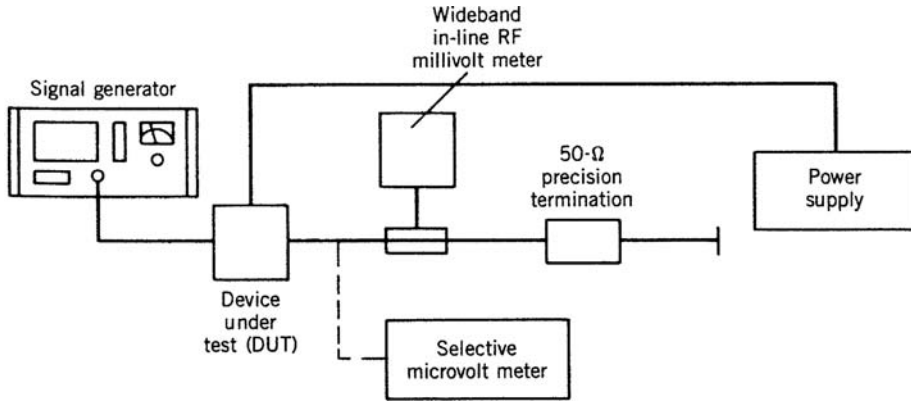 Wideband
in-line RF
millivolt meter
Signal generator
50-Ω
precision
termination
Power
supply
Device
under
test (DUT)
Selective
microvolt meter